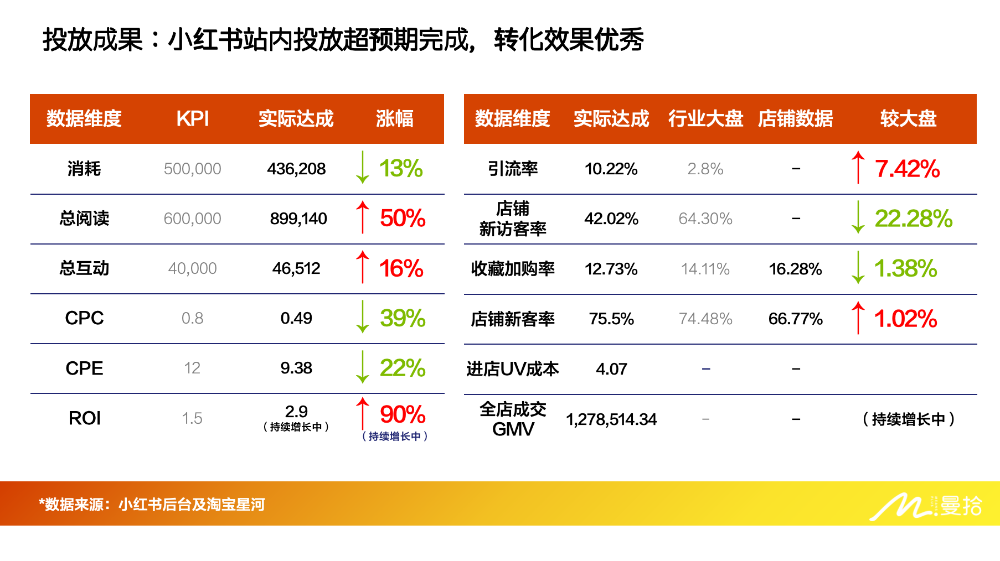 投放成果：小红书站内投放超预期完成，转化效果优秀
数据维度 KPI 实际达成 涨幅
消耗 500,000 436,208 ↓ 13%
总阅读 600,000 899,140 ↑ 50%
总互动 40,000 46,512 ↑ 16%
CPC 0.8 0.49 ↓ 39%
CPE 12 9.38 ↓ 22%
ROI 1.5 2.9 ↑ 90%
（持续增长中） （持续增长中）
数据维度 实际达成 行业大盘 店铺数据 较大盘
引流率 10.22% 2.8% – ↑ 7.42%
店铺
新访客率 42.02% 64.30% – ↓ 22.28%
收藏加购率 12.73% 14.11% 16.28% ↓ 1.38%
店铺新客率 75.5% 74.48% 66.77% ↑ 1.02%
进店UV成本 4.07 – –
全店成交
GMV 1,278,514.34 – – （持续增长中）
*数据来源：小红书后台及淘宝星河
曼拾